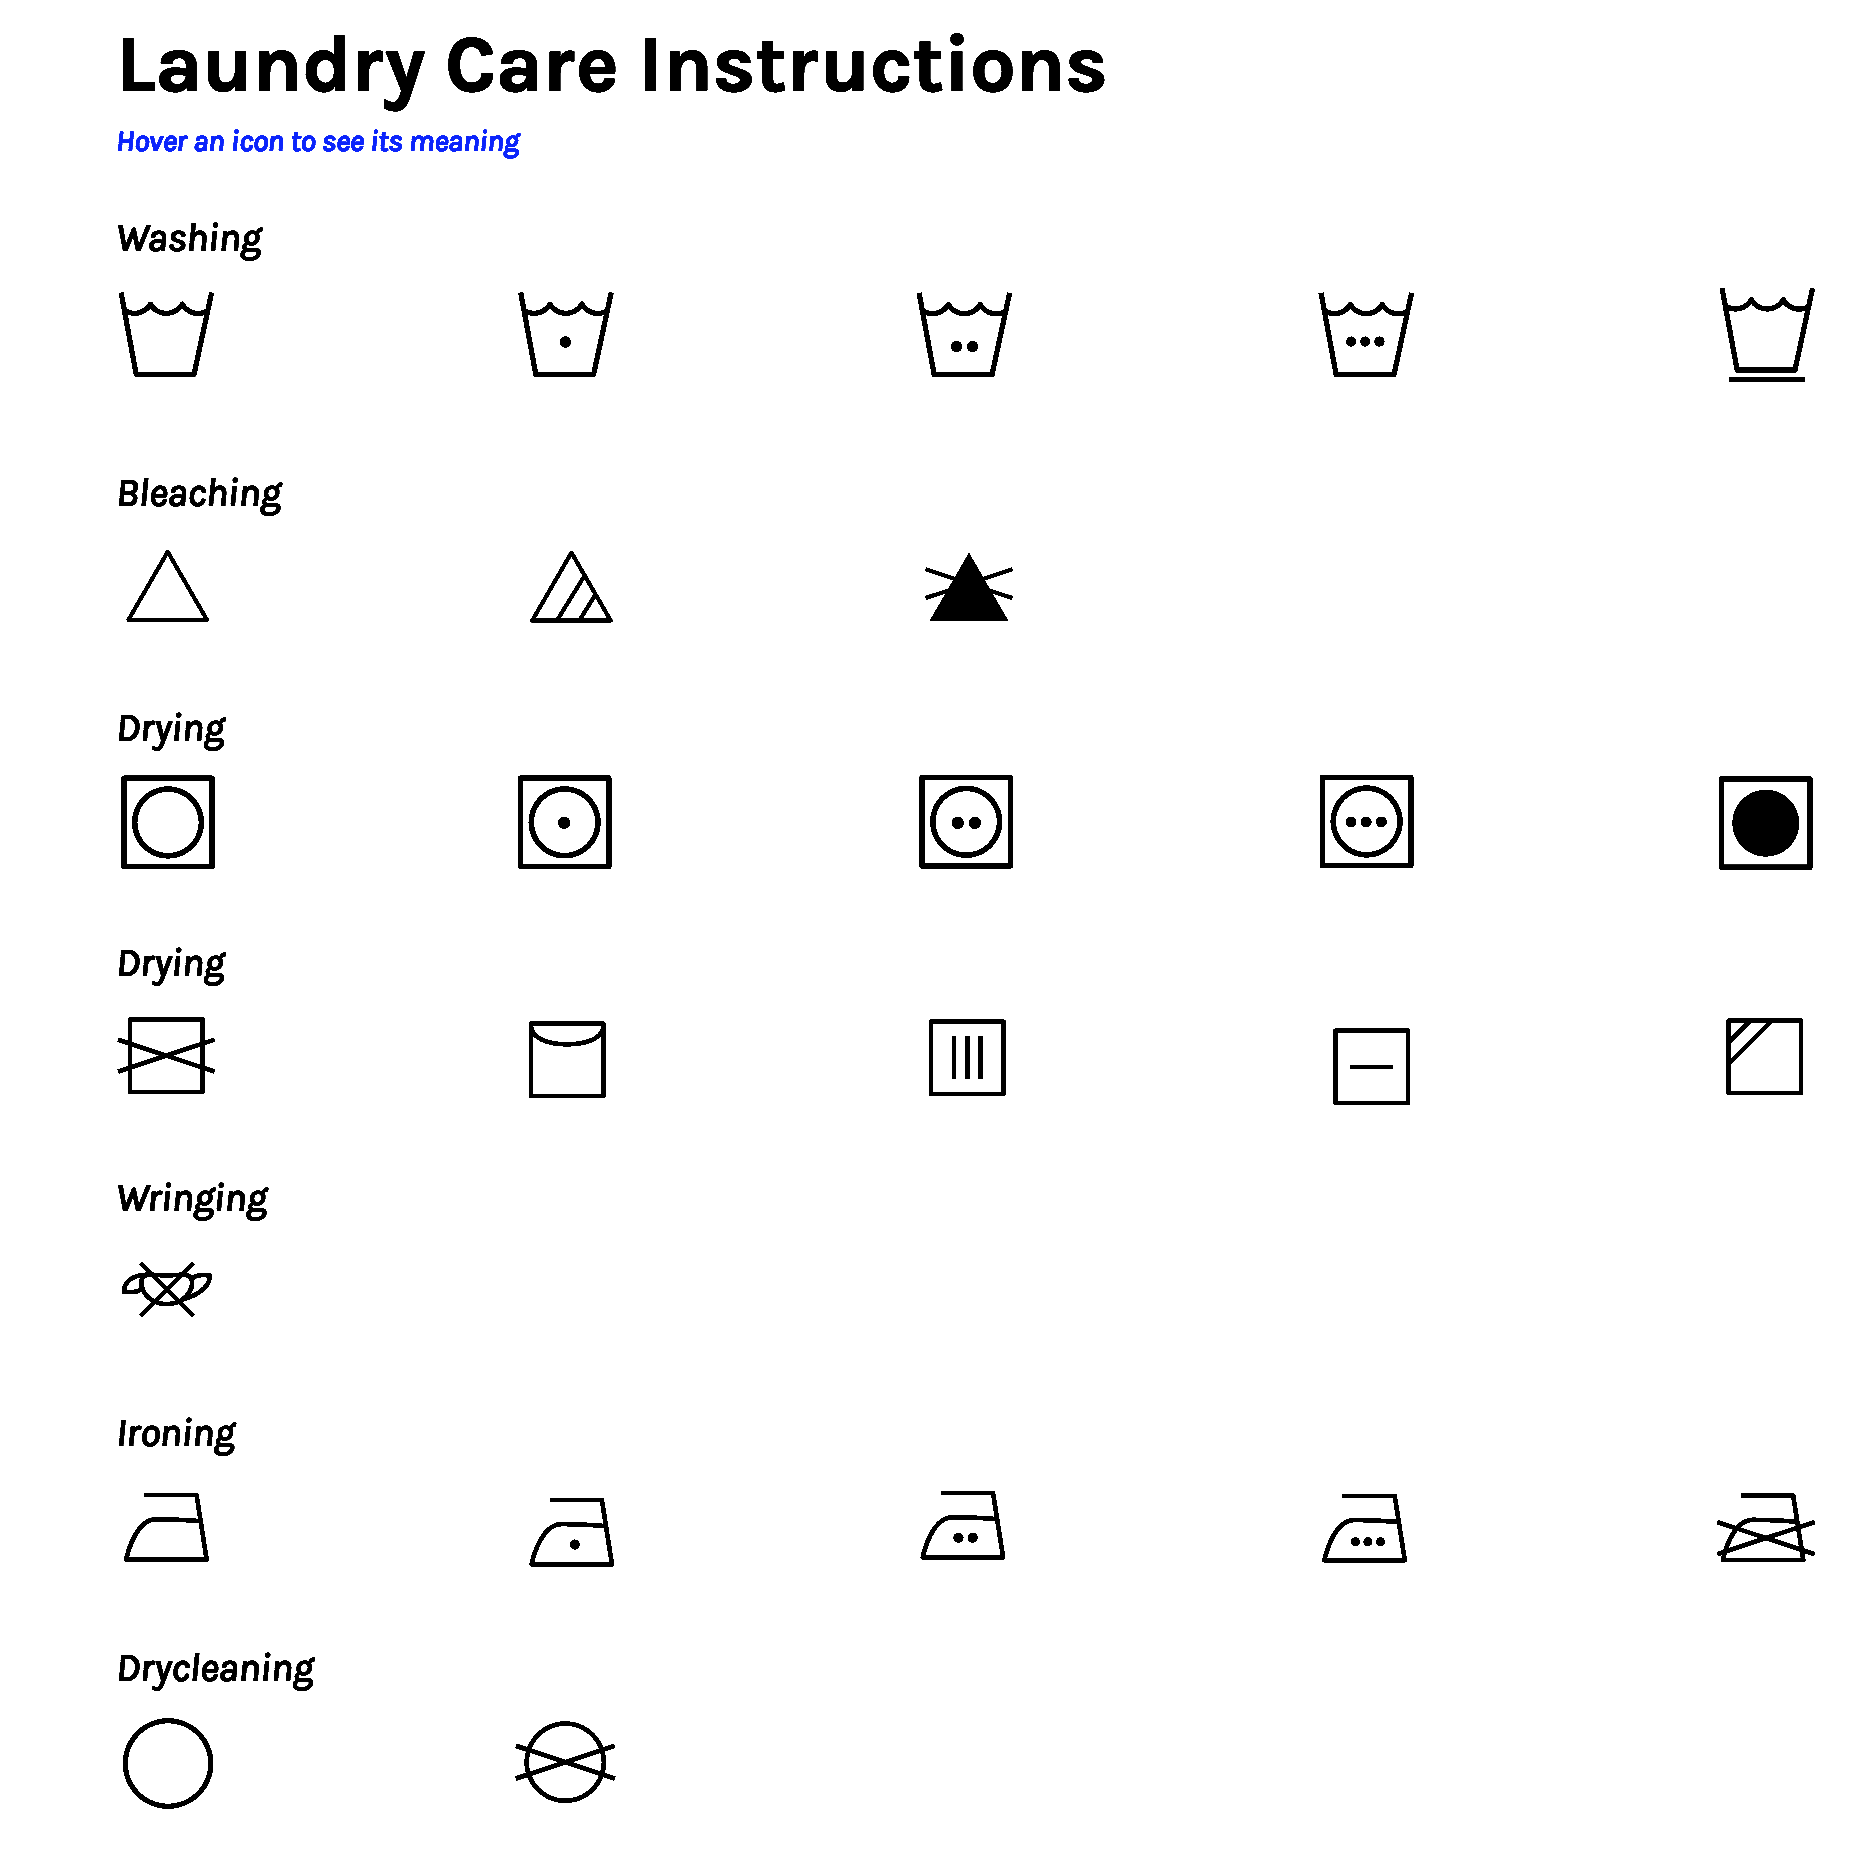 Laundry Care Instructions
Hover an icon to see its meaning
Washing
Bleaching
Drying
Drying
Wringing
Ironing
Drycleaning